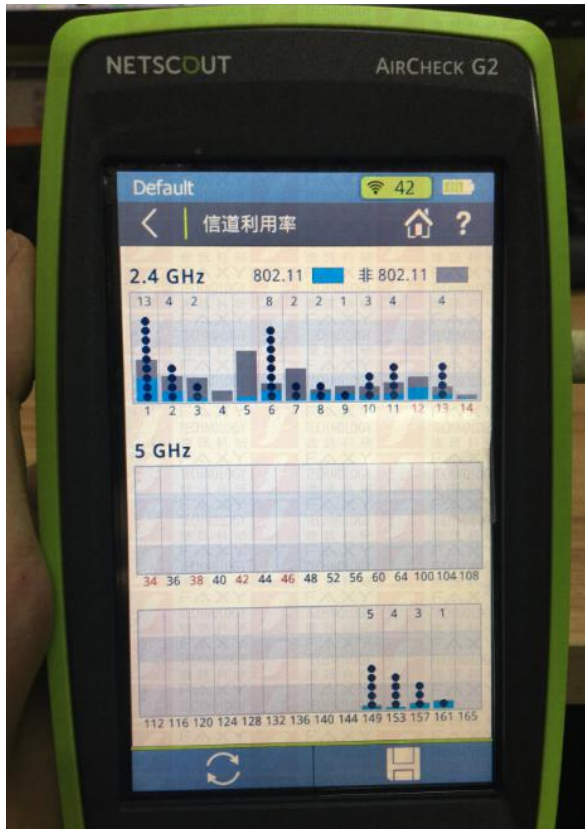 NETSCOUT AIRCHECK G2
Default 42
信道利用率 ?
2.4 GHz 802.11 非 802.11
13 4 2 8 2 2 1 3 4 4
1 2 3 4 5 6 7 8 9 10 11 12 13 14
5 GHz
34 36 38 40 42 44 46 48 52 56 60 64 100 104 108
5 4 3 1
112 116 120 124 128 132 136 140 144 149 153 157 161 165